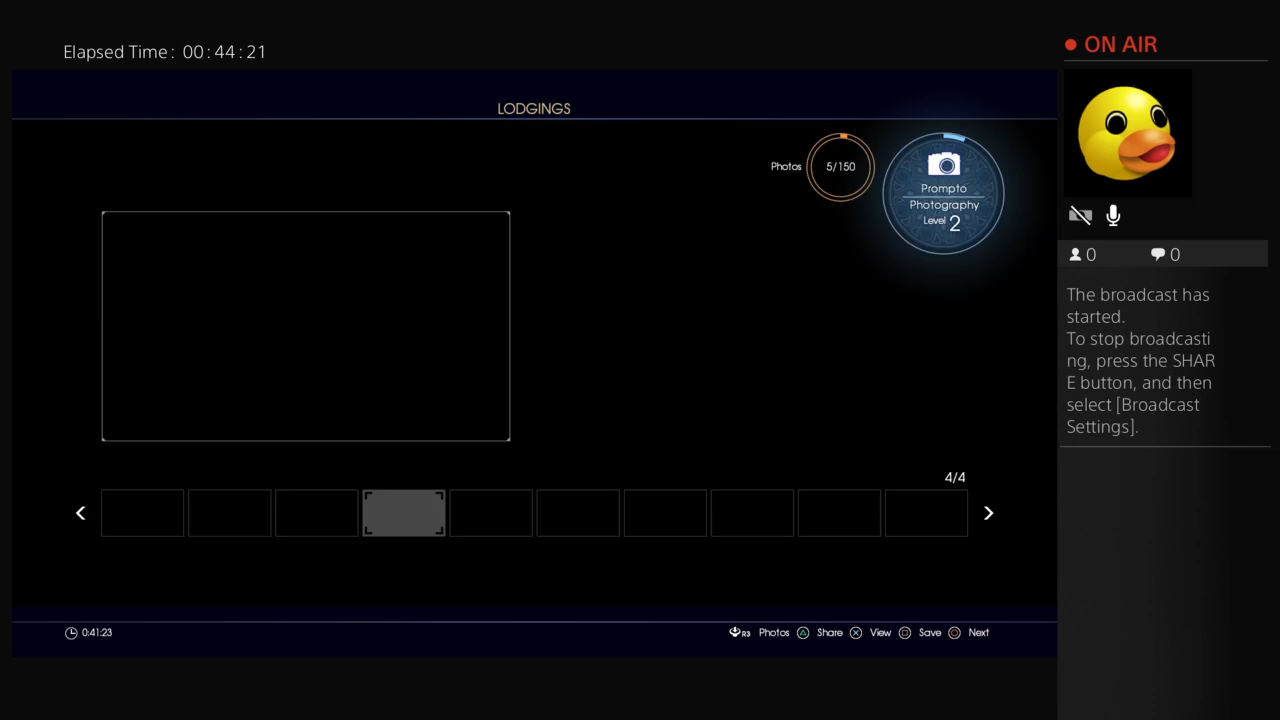 Elapsed Time: 00:44:21
ON AIR
LODGINGS
Photos 5/150
Prompto
Photography
Level 2
0 0
The broadcast has
started.
To stop broadcasti
ng, press the SHAR
E button, and then
select [Broadcast
Settings].
4/4
0:41:23
R3 Photos Share View Save Next